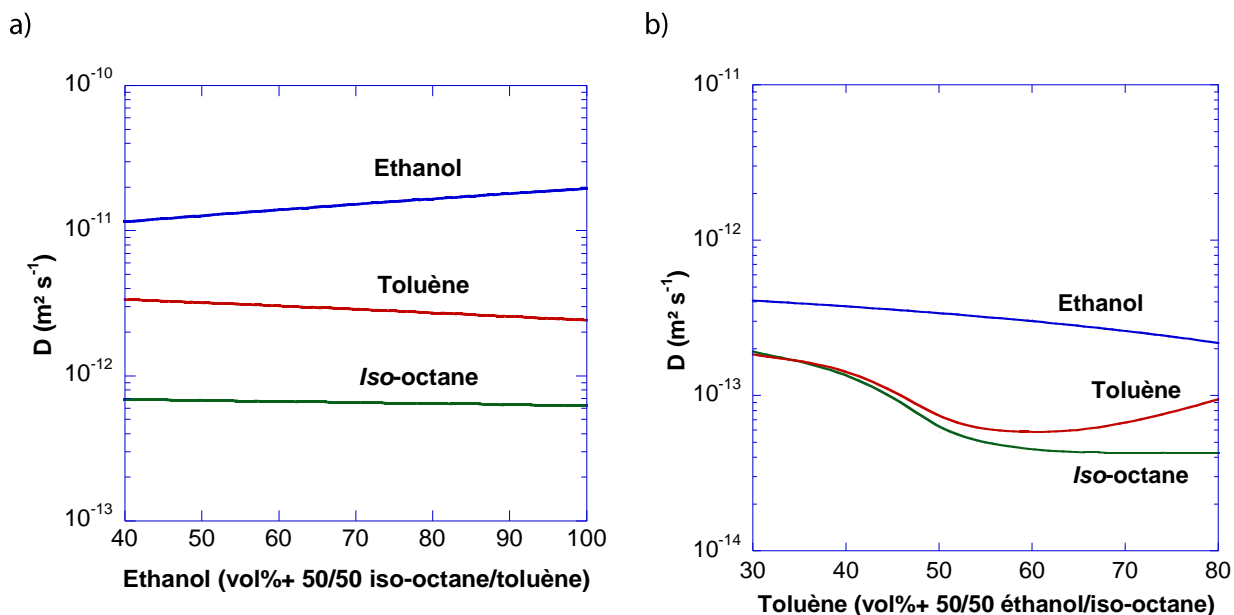 a)
10⁻¹⁰
10⁻¹¹
10⁻¹²
10⁻¹³
D (m² s⁻¹)
Ethanol
Toluène
Iso-octane
40 50 60 70 80 90 100
Ethanol (vol%+ 50/50 iso-octane/toluène)
b)
10⁻¹¹
10⁻¹²
10⁻¹³
10⁻¹⁴
D (m² s⁻¹)
Ethanol
Toluène
Iso-octane
30 40 50 60 70 80
Toluène (vol%+ 50/50 éthanol/iso-octane)